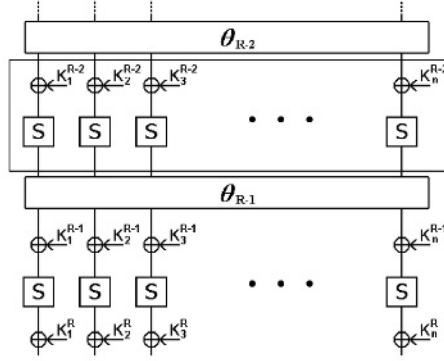 θR-2
K1R-2 K2R-2 K3R-2 KnR-2
S S S • • • S
θR-1
K1R-1 K2R-1 K3R-1 KnR-1
S S S • • • S
K1R K2R K3R KnR